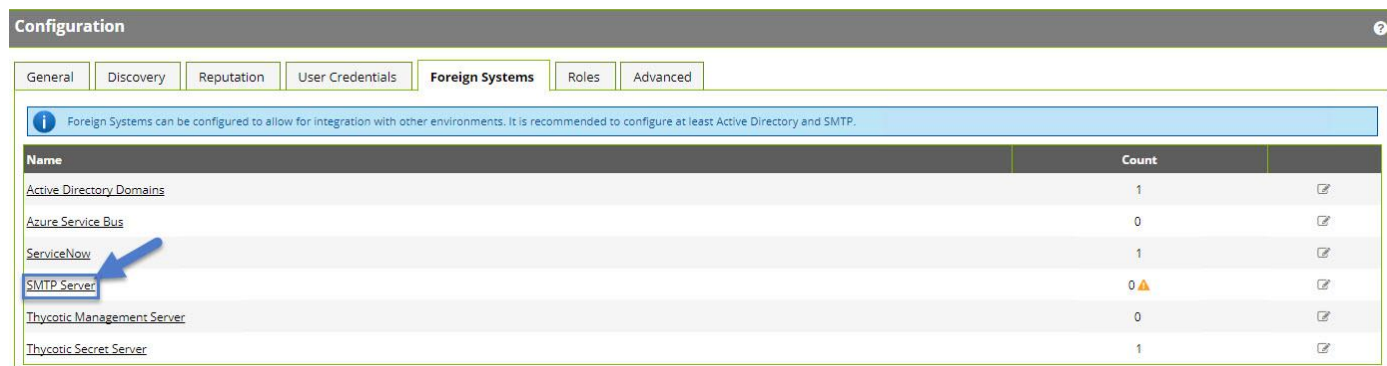 Configuration ?
General Discovery Reputation User Credentials Foreign Systems Roles Advanced
i Foreign Systems can be configured to allow for integration with other environments. It is recommended to configure at least Active Directory and SMTP.
Name Count
Active Directory Domains 1
Azure Service Bus 0
ServiceNow 1
SMTP Server 0
Thycotic Management Server 0
Thycotic Secret Server 1